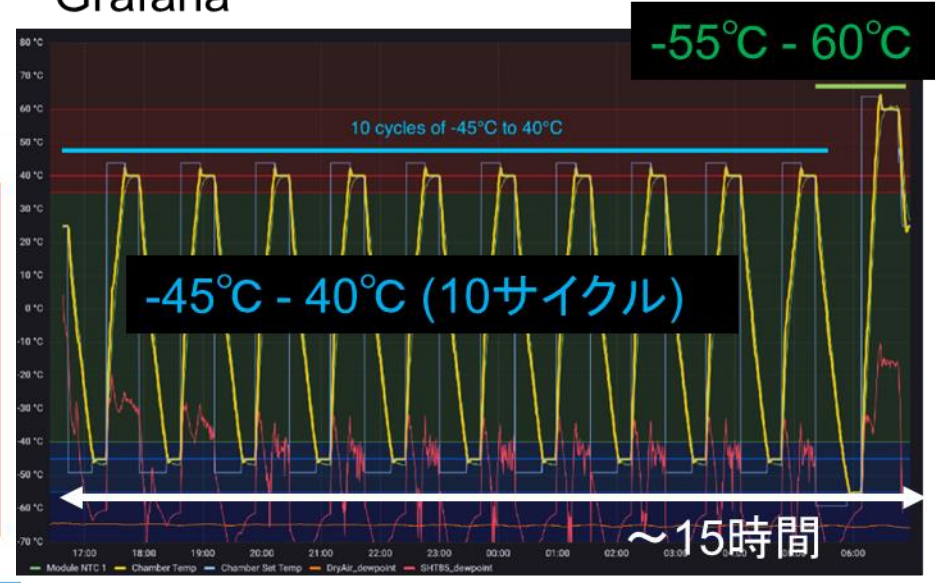 Grafana
-55℃ - 60℃
80 °C
70 °C
60 °C
50 °C
40 °C
30 °C
20 °C
10 °C
0 °C
-10 °C
-20 °C
-30 °C
-40 °C
-50 °C
-60 °C
-70 °C
10 cycles of -45°C to 40°C
-45℃ - 40℃ (10サイクル)
～15時間
17:00 18:00 19:00 20:00 21:00 22:00 23:00 00:00 01:00 02:00 03:00 06:00
Module NTC 1 Chamber Temp Chamber Set Temp DryAir_dewpoint SHT85_dewpoint